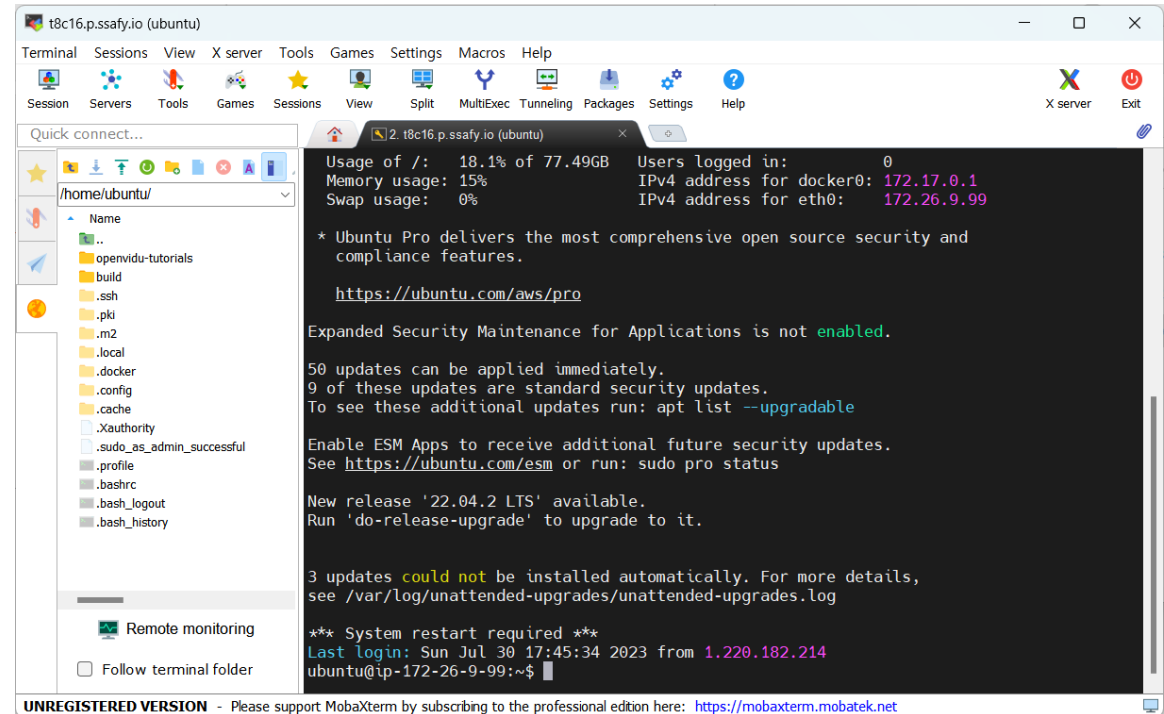 t8c16.p.ssafy.io (ubuntu)
Terminal Sessions View X server Tools Games Settings Macros Help
Session Servers Tools Games Sessions View Split MultiExec Tunneling Packages Settings Help X server Exit
Quick connect...
2. t8c16.p.ssafy.io (ubuntu)
/home/ubuntu/
Name
..
openvidu-tutorials
build
.ssh
.pki
.m2
.local
.docker
.config
.cache
.Xauthority
.sudo_as_admin_successful
.profile
.bashrc
.bash_logout
.bash_history
Remote monitoring
Follow terminal folder
Usage of /: 18.1% of 77.49GB Users logged in: 0
Memory usage: 15% IPv4 address for docker0: 172.17.0.1
Swap usage: 0% IPv4 address for eth0: 172.26.9.99
* Ubuntu Pro delivers the most comprehensive open source security and
compliance features.
https://ubuntu.com/aws/pro
Expanded Security Maintenance for Applications is not enabled.
50 updates can be applied immediately.
9 of these updates are standard security updates.
To see these additional updates run: apt list --upgradable
Enable ESM Apps to receive additional future security updates.
See https://ubuntu.com/esm or run: sudo pro status
New release '22.04.2 LTS' available.
Run 'do-release-upgrade' to upgrade to it.
3 updates could not be installed automatically. For more details,
see /var/log/unattended-upgrades/unattended-upgrades.log
*** System restart required ***
Last login: Sun Jul 30 17:45:34 2023 from 1.220.182.214
ubuntu@ip-172-26-9-99:~$
UNREGISTERED VERSION - Please support MobaXterm by subscribing to the professional edition here: https://mobaxterm.mobatek.net